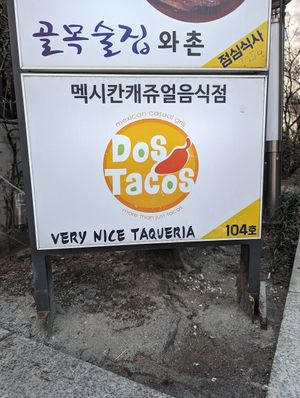 골목술집 와촌
점심식사
멕시칸캐쥬얼음식점
mexican casual grill
Dos
Tacos
more than just tacos
VERY NICE TAQUERIA
104호